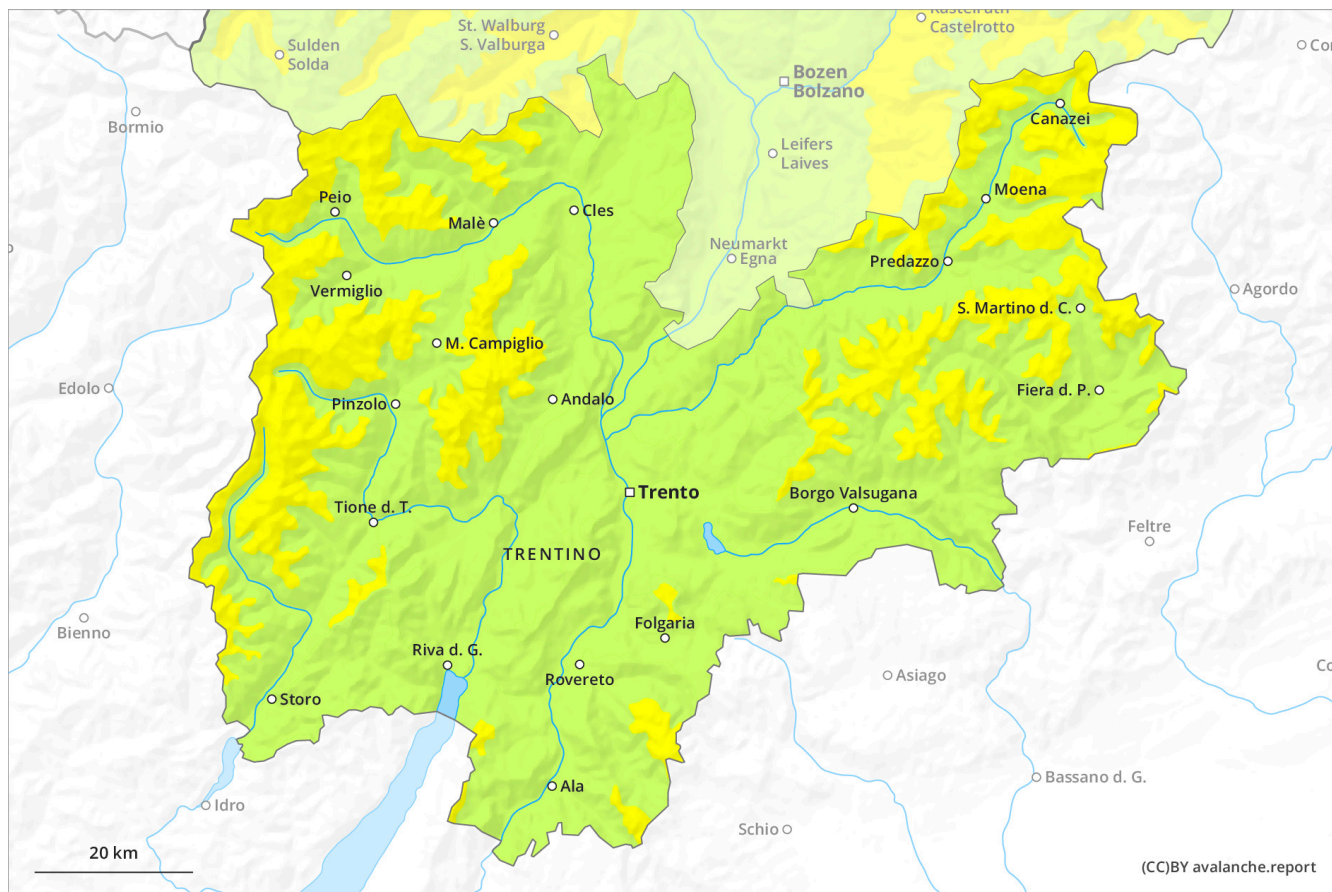 Kastelruth
Castelrotto
St. Walburg
S. Valburga
Sulden
Solda
Bozen
Bolzano
Bormio
Canazei
Leifers
Laives
Peio
Moena
Malè
Cles
Neumarkt
Egna
Predazzo
Vermiglio
Agordo
S. Martino d. C.
M. Campiglio
Edolo
Fiera d. P.
Pinzolo
Andalo
Trento
Borgo Valsugana
Tione d. T.
Feltre
TRENTINO
Bienno
Folgaria
Riva d. G.
Asiago
Rovereto
Storo
Bassano d. G.
Ala
Idro
Schio
20 km
(CC)BY avalanche.report